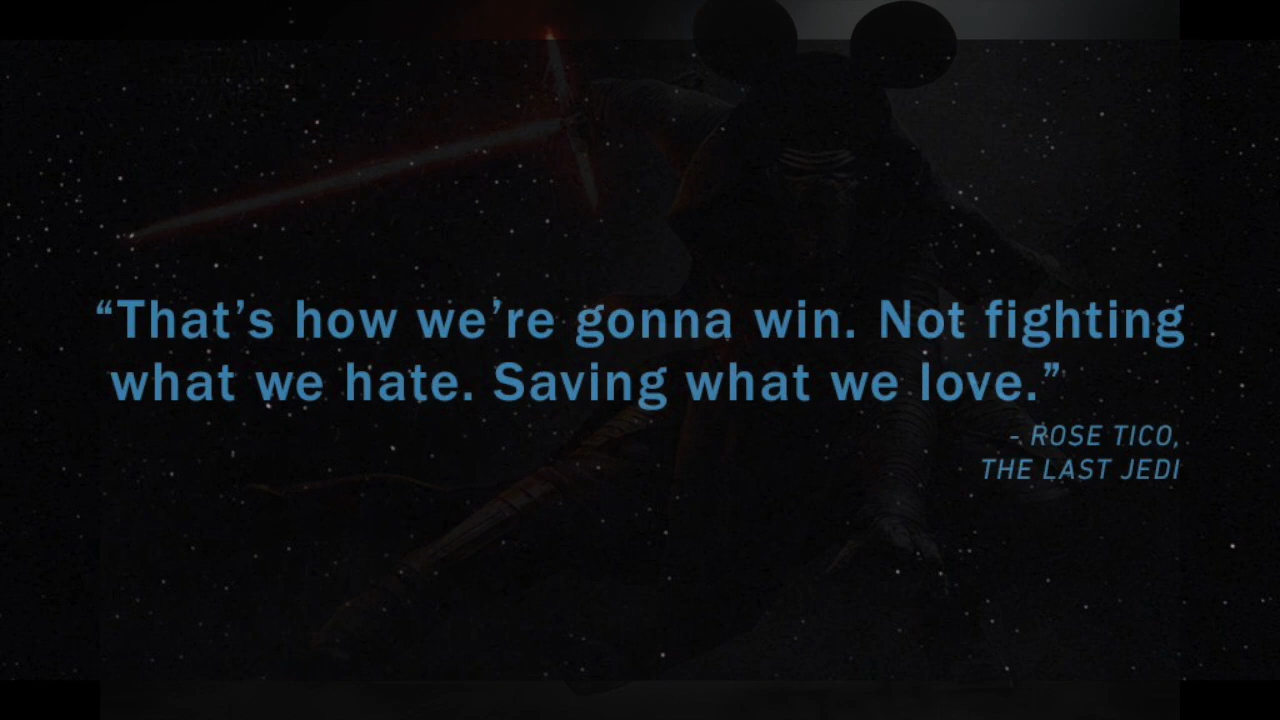 “That’s how we’re gonna win. Not fighting
what we hate. Saving what we love.”
- ROSE TICO,
THE LAST JEDI